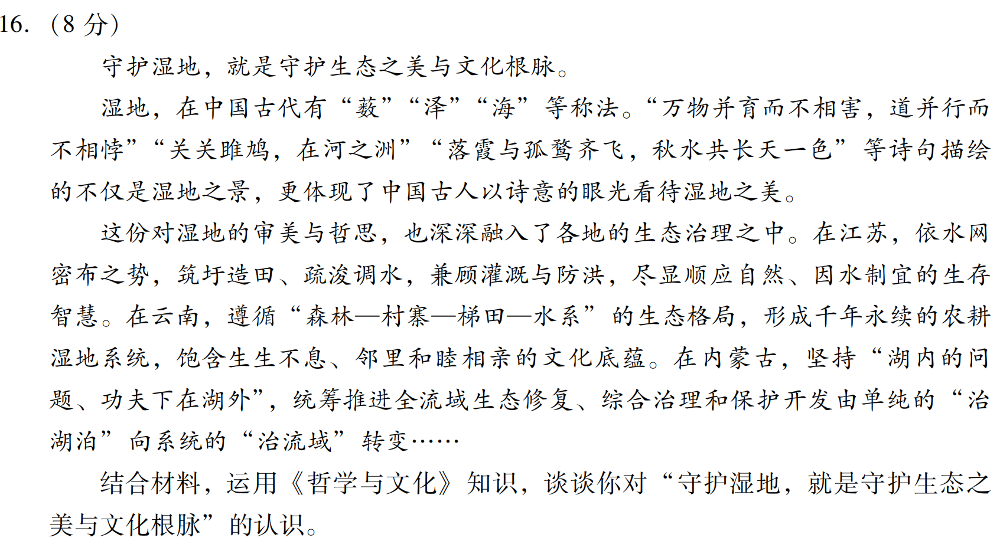 16.（8 分）
守护湿地，就是守护生态之美与文化根脉。
湿地，在中国古代有“薮”“泽”“海”等称法。“万物并育而不相害，道并行而
不相悖”“关关雎鸠，在河之洲”“落霞与孤鹜齐飞，秋水共长天一色”等诗句描绘
的不仅是湿地之景，更体现了中国古人以诗意的眼光看待湿地之美。
这份对湿地的审美与哲思，也深深融入了各地的生态治理之中。在江苏，依水网
密布之势，筑圩造田、疏浚调水，兼顾灌溉与防洪，尽显顺应自然、因水制宜的生存
智慧。在云南，遵循“森林—村寨—梯田—水系”的生态格局，形成千年永续的农耕
湿地系统，饱含生生不息、邻里和睦相亲的文化底蕴。在内蒙古，坚持“湖内的问
题、功夫下在湖外”，统筹推进全流域生态修复、综合治理和保护开发由单纯的“治
湖泊”向系统的“治流域”转变……
结合材料，运用《哲学与文化》知识，谈谈你对“守护湿地，就是守护生态之
美与文化根脉”的认识。